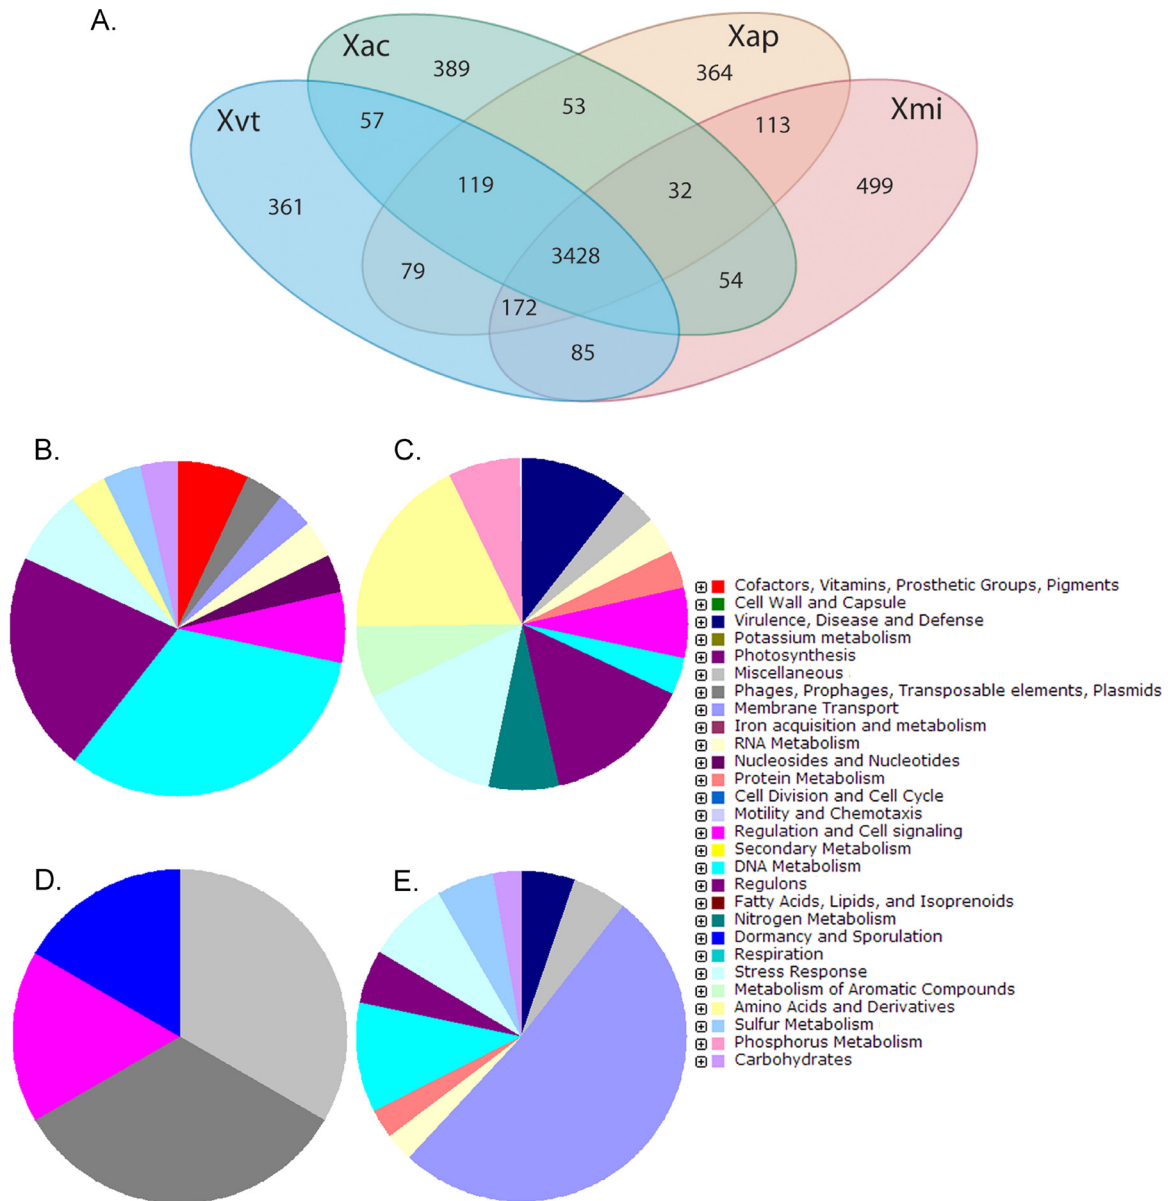 A.
Xac
Xap
389
364
53
Xvt
57
113
Xmi
119
32
499
361
3428
79
54
172
85
B.
C.
Cofactors, Vitamins, Prosthetic Groups, Pigments
Cell Wall and Capsule
Virulence, Disease and Defense
Potassium metabolism
Photosynthesis
Miscellaneous
Phages, Prophages, Transposable elements, Plasmids
Membrane Transport
Iron acquisition and metabolism
RNA Metabolism
Nucleosides and Nucleotides
Protein Metabolism
Cell Division and Cell Cycle
Motility and Chemotaxis
Regulation and Cell signaling
Secondary Metabolism
DNA Metabolism
Regulons
Fatty Acids, Lipids, and Isoprenoids
Nitrogen Metabolism
Dormancy and Sporulation
Respiration
Stress Response
Metabolism of Aromatic Compounds
Amino Acids and Derivatives
Sulfur Metabolism
Phosphorus Metabolism
Carbohydrates
D.
E.